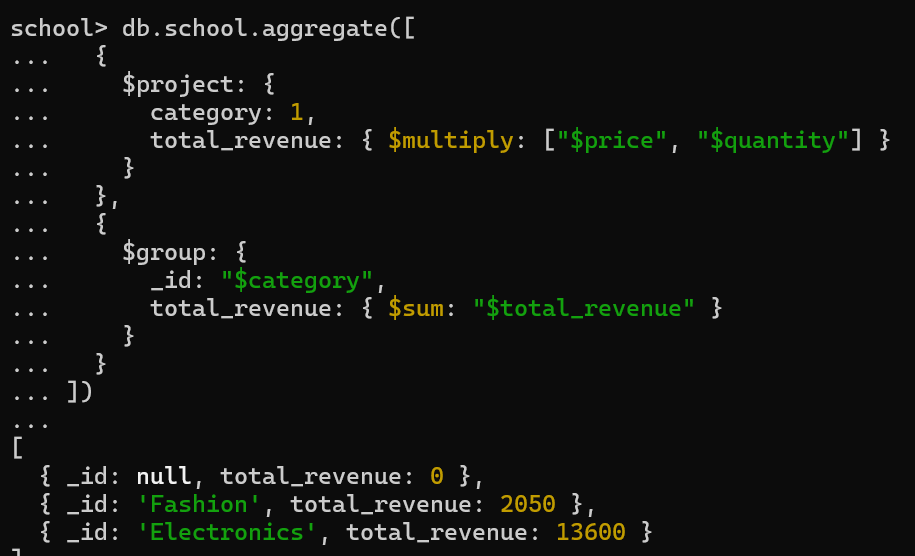 school> db.school.aggregate([
...   {
...     $project: {
...       category: 1,
...       total_revenue: { $multiply: ["$price", "$quantity"] }
...     }
...   },
...   {
...     $group: {
...       _id: "$category",
...       total_revenue: { $sum: "$total_revenue" }
...     }
...   }
... ])
...
[
  { _id: null, total_revenue: 0 },
  { _id: 'Fashion', total_revenue: 2050 },
  { _id: 'Electronics', total_revenue: 13600 }
]